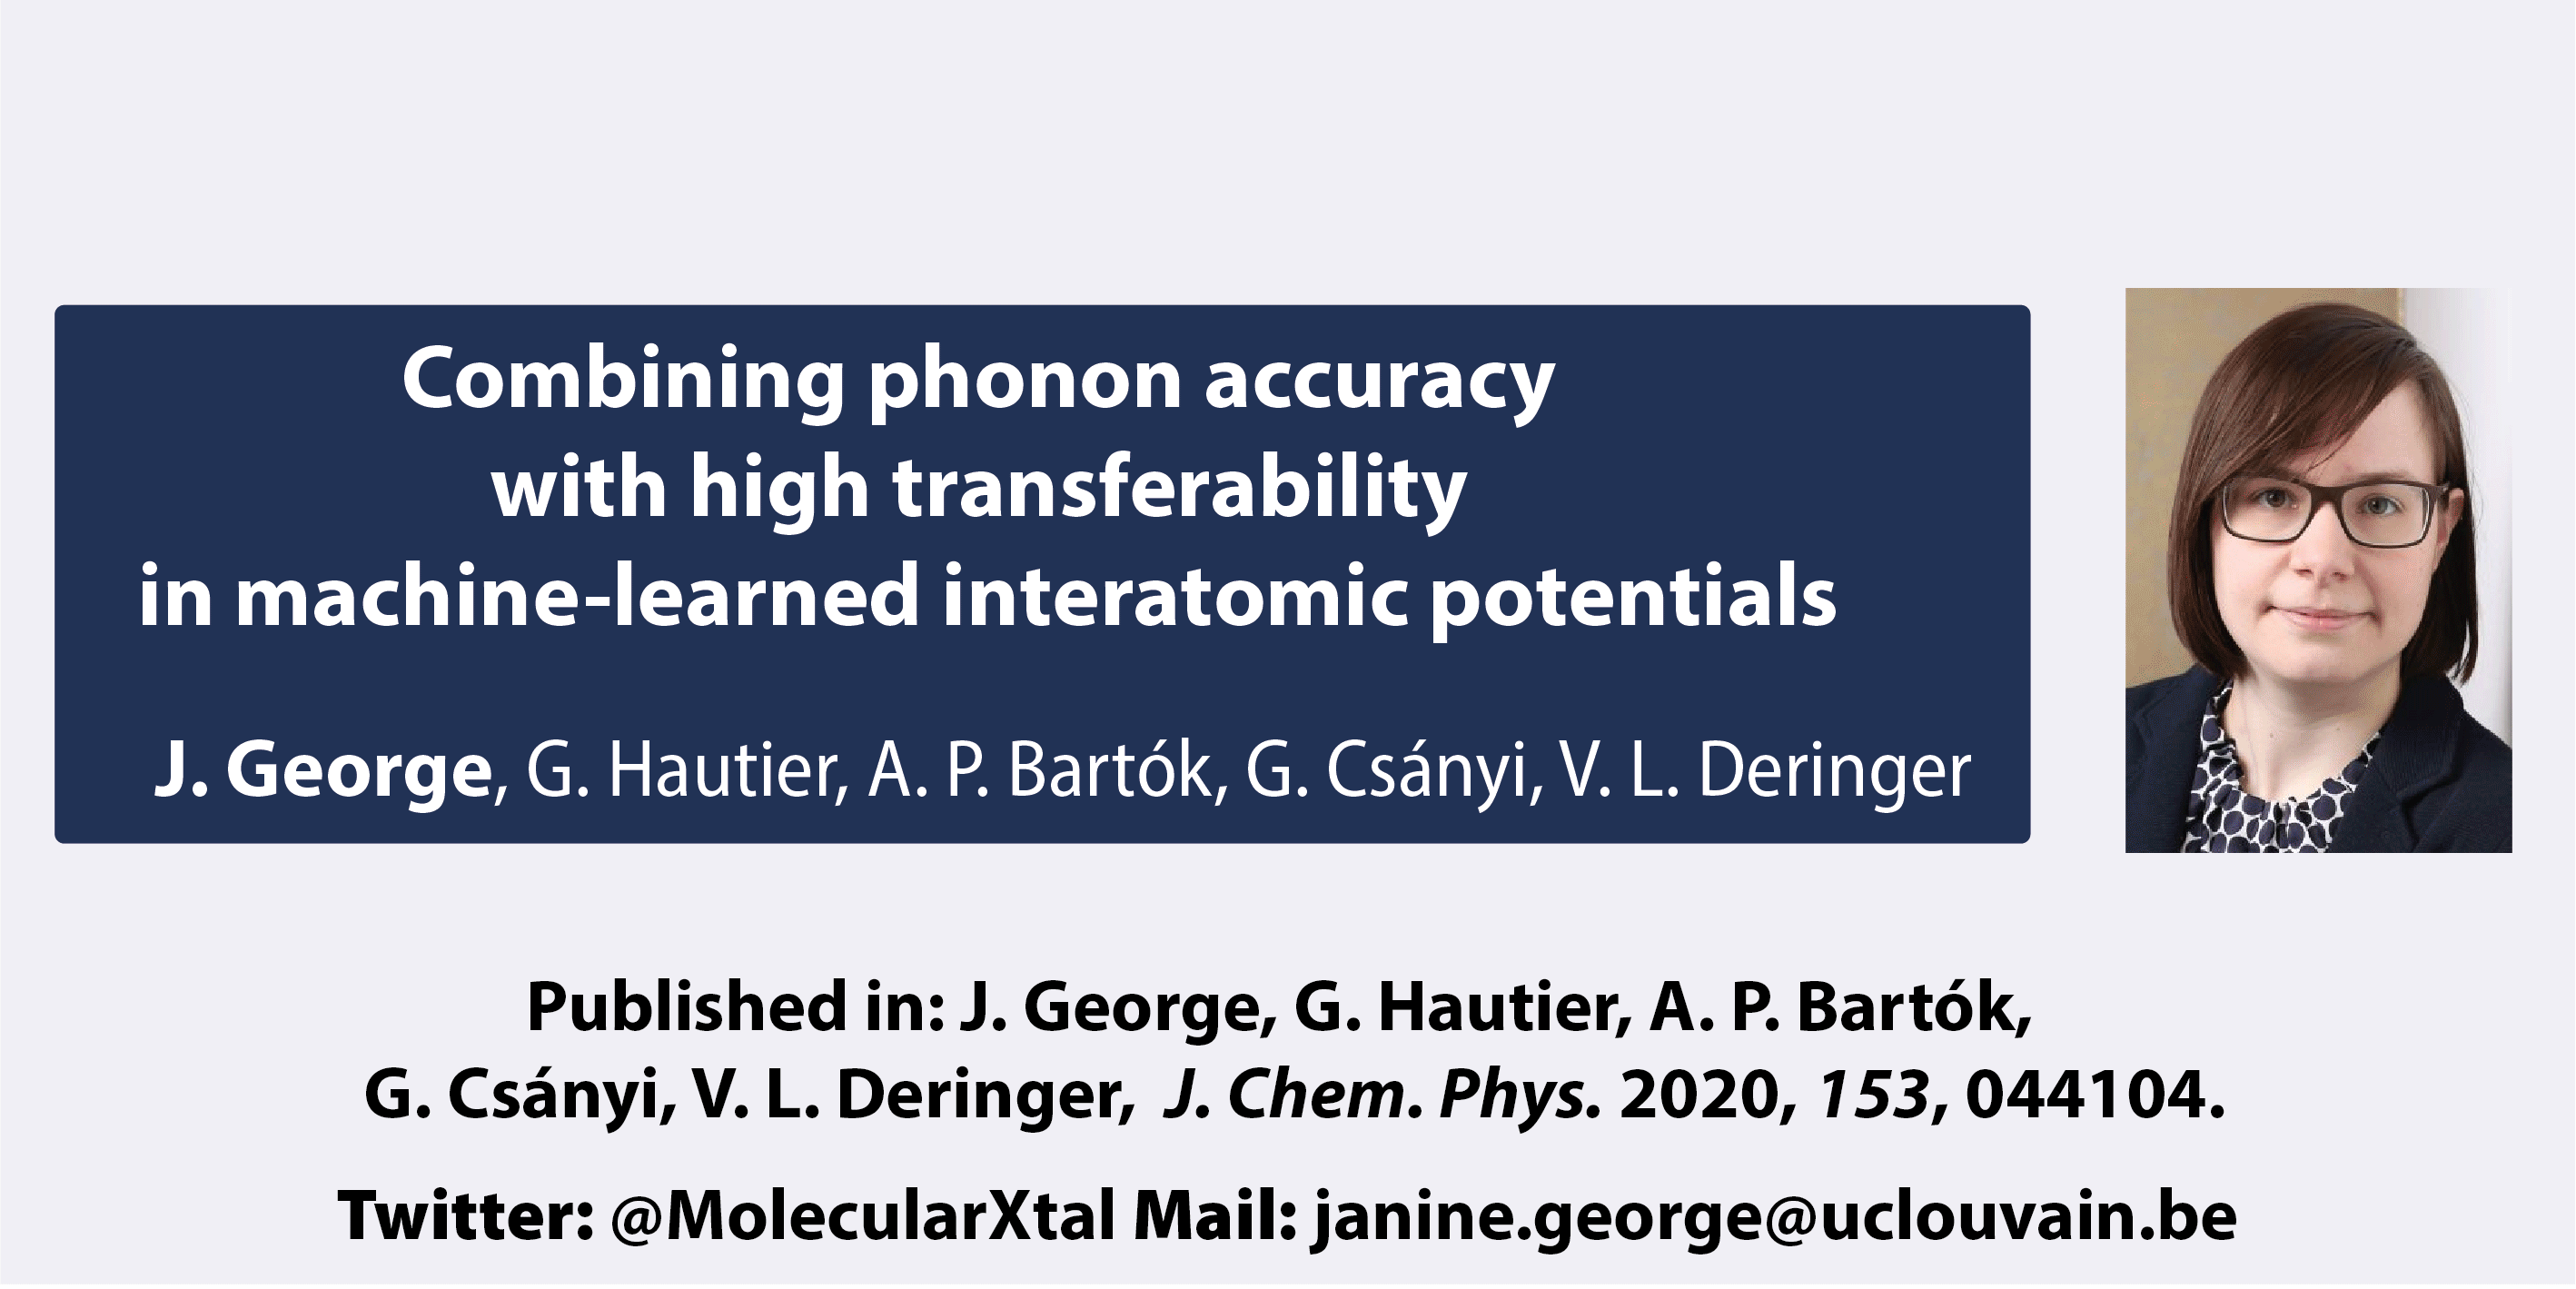 Combining phonon accuracy
with high transferability
in machine-learned interatomic potentials
J. George, G. Hautier, A. P. Bartók, G. Csányi, V. L. Deringer
Published in: J. George, G. Hautier, A. P. Bartók,
G. Csányi, V. L. Deringer, J. Chem. Phys. 2020, 153, 044104.
Twitter: @MolecularXtal Mail: janine.george@uclouvain.be